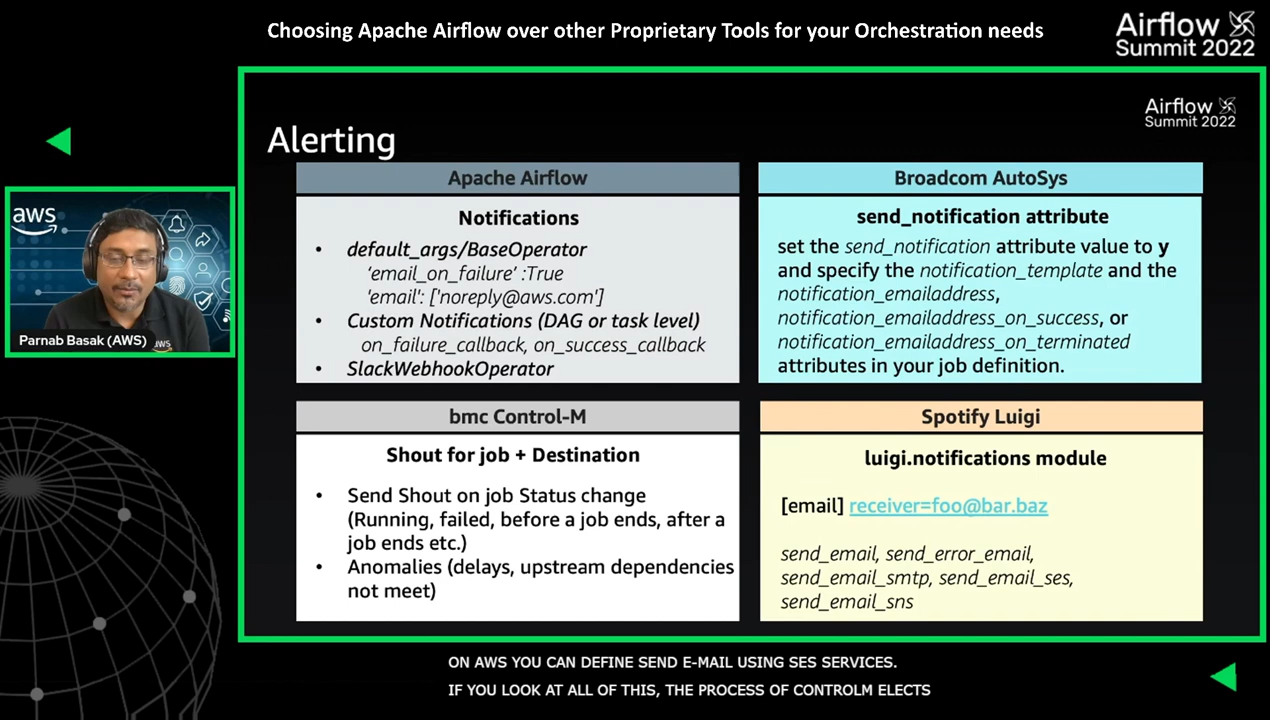 Choosing Apache Airflow over other Proprietary Tools for your Orchestration needs
Airflow
Summit 2022
Airflow
Summit 2022
Alerting
Apache Airflow
Notifications
• default_args/BaseOperator
'email_on_failure' :True
'email': ['noreply@aws.com']
• Custom Notifications (DAG or task level)
on_failure_callback, on_success_callback
• SlackWebhookOperator
Broadcom AutoSys
send_notification attribute
set the send_notification attribute value to y
and specify the notification_template and the
notification_emailaddress,
notification_emailaddress_on_success, or
notification_emailaddress_on_terminated
attributes in your job definition.
bmc Control-M
Shout for job + Destination
• Send Shout on job Status change
(Running, failed, before a job ends, after a
job ends etc.)
• Anomalies (delays, upstream dependencies
not meet)
Spotify Luigi
luigi.notifications module
[email] receiver=foo@bar.baz
send_email, send_error_email,
send_email_smtp, send_email_ses,
send_email_sns
aws
Parnab Basak (AWS)
aws
ON AWS YOU CAN DEFINE SEND E-MAIL USING SES SERVICES.
IF YOU LOOK AT ALL OF THIS, THE PROCESS OF CONTROLM ELECTS